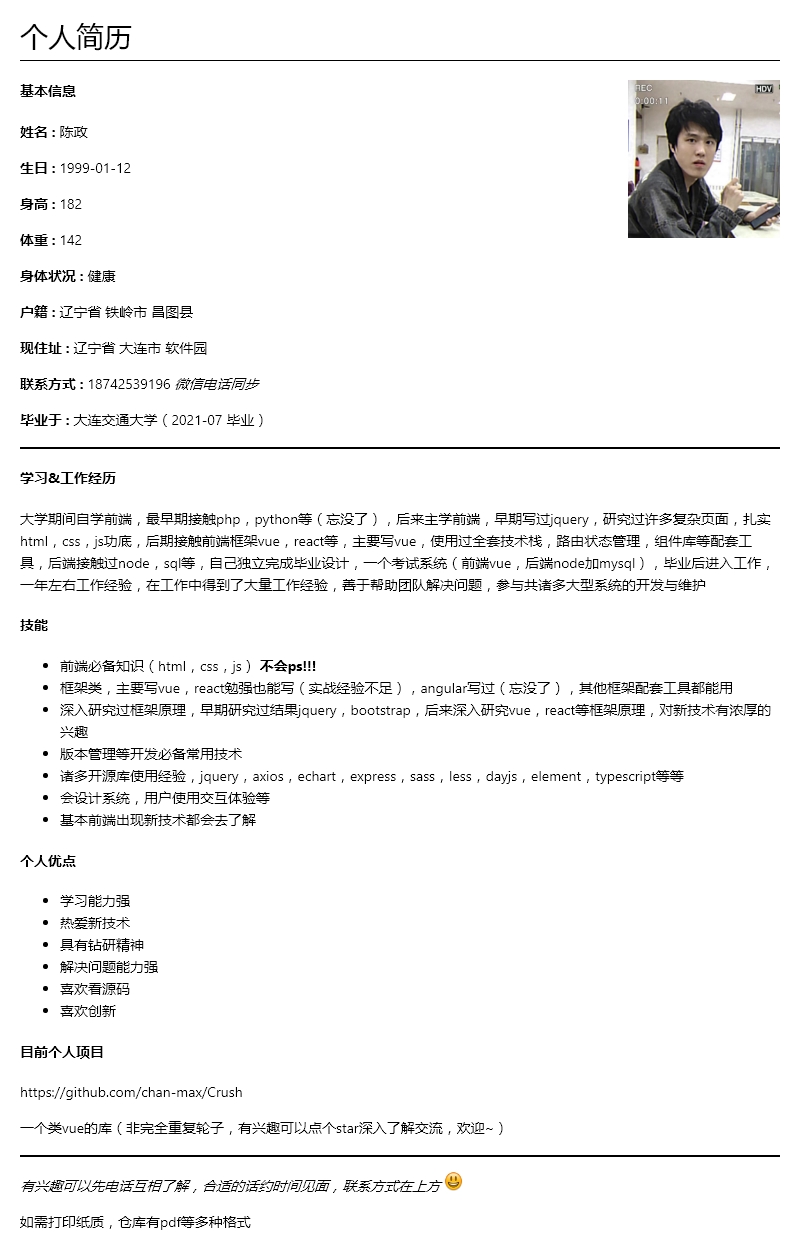 个人简历
基本信息
REC
HDV
0:00:11
姓名 : 陈政
生日 : 1999-01-12
身高 : 182
体重 : 142
身体状况 : 健康
户籍 : 辽宁省 铁岭市 昌图县
现住址 : 辽宁省 大连市 软件园
联系方式 : 18742539196 微信电话同步
毕业于 : 大连交通大学（2021-07 毕业）
学习&工作经历
大学期间自学前端，最早期接触php，python等（忘没了），后来主学前端，早期写过jquery，研究过许多复杂页面，扎实
html，css，js功底，后期接触前端框架vue，react等，主要写vue，使用过全套技术栈，路由状态管理，组件库等配套工
具，后端接触过node，sql等，自己独立完成毕业设计，一个考试系统（前端vue，后端node加mysql），毕业后进入工作，
一年左右工作经验，在工作中得到了大量工作经验，善于帮助团队解决问题，参与共诸多大型系统的开发与维护
技能
• 前端必备知识（html，css，js）不会ps!!!
• 框架类，主要写vue，react勉强也能写（实战经验不足），angular写过（忘没了），其他框架配套工具都能用
• 深入研究过框架原理，早期研究过结果jquery，bootstrap，后来深入研究vue，react等框架原理，对新技术有浓厚的
兴趣
• 版本管理等开发必备常用技术
• 诸多开源库使用经验，jquery，axios，echart，express，sass，less，dayjs，element，typescript等等
• 会设计系统，用户使用交互体验等
• 基本前端出现新技术都会去了解
个人优点
• 学习能力强
• 热爱新技术
• 具有钻研精神
• 解决问题能力强
• 喜欢看源码
• 喜欢创新
目前个人项目
https://github.com/chan-max/Crush
一个类vue的库（非完全重复轮子，有兴趣可以点个star深入了解交流，欢迎~）
有兴趣可以先电话互相了解，合适的话约时间见面，联系方式在上方 😃
如需打印纸质，仓库有pdf等多种格式